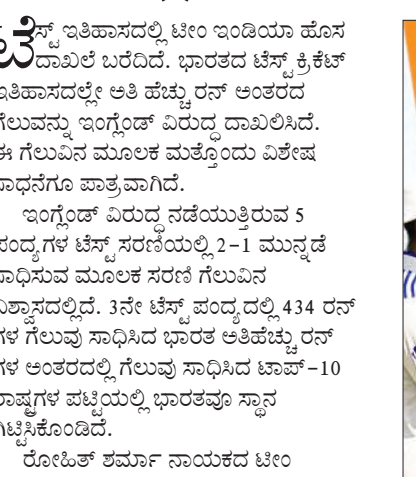 ಟೆಸ್ಟ್ ಇತಿಹಾಸದಲ್ಲಿ ಟೀಂ ಇಂಡಿಯಾ ಹೊಸ
ದಾಖಲೆ ಬರೆದಿದೆ. ಭಾರತದ ಟೆಸ್ಟ್ ಕ್ರಿಕೆಟ್
ಇತಿಹಾಸದಲ್ಲೇ ಅತಿ ಹೆಚ್ಚು ರನ್ ಅಂತರದ
ಗೆಲುವನ್ನು ಇಂಗ್ಲೆಂಡ್ ವಿರುದ್ಧ ದಾಖಲಿಸಿದೆ.
ಈ ಗೆಲುವಿನ ಮೂಲಕ ಮತ್ತೊಂದು ವಿಶೇಷ
ಸಾಧನೆಗೂ ಪಾತ್ರವಾಗಿದೆ.
ಇಂಗ್ಲೆಂಡ್ ವಿರುದ್ಧ ನಡೆಯುತ್ತಿರುವ 5
ಪಂದ್ಯಗಳ ಟೆಸ್ಟ್ ಸರಣಿಯಲ್ಲಿ 2-1 ಮುನ್ನಡೆ
ಸಾಧಿಸುವ ಮೂಲಕ ಸರಣಿ ಗೆಲುವಿನ
ವಿಶ್ವಾಸದಲ್ಲಿದೆ. 3ನೇ ಟೆಸ್ಟ್ ಪಂದ್ಯದಲ್ಲಿ 434 ರನ್
ಗಳ ಗೆಲುವು ಸಾಧಿಸಿದ ಭಾರತ ಅತಿಹೆಚ್ಚು ರನ್
ಗಳ ಅಂತರದಲ್ಲಿ ಗೆಲುವು ಸಾಧಿಸಿದ ಟಾಪ್-10
ರಾಷ್ಟ್ರಗಳ ಪಟ್ಟಿಯಲ್ಲಿ ಭಾರತವೂ ಸ್ಥಾನ
ಗಿಟ್ಟಿಸಿಕೊಂಡಿದೆ.
ರೋಹಿತ್ ಶರ್ಮಾ ನಾಯಕದ ಟೀಂ